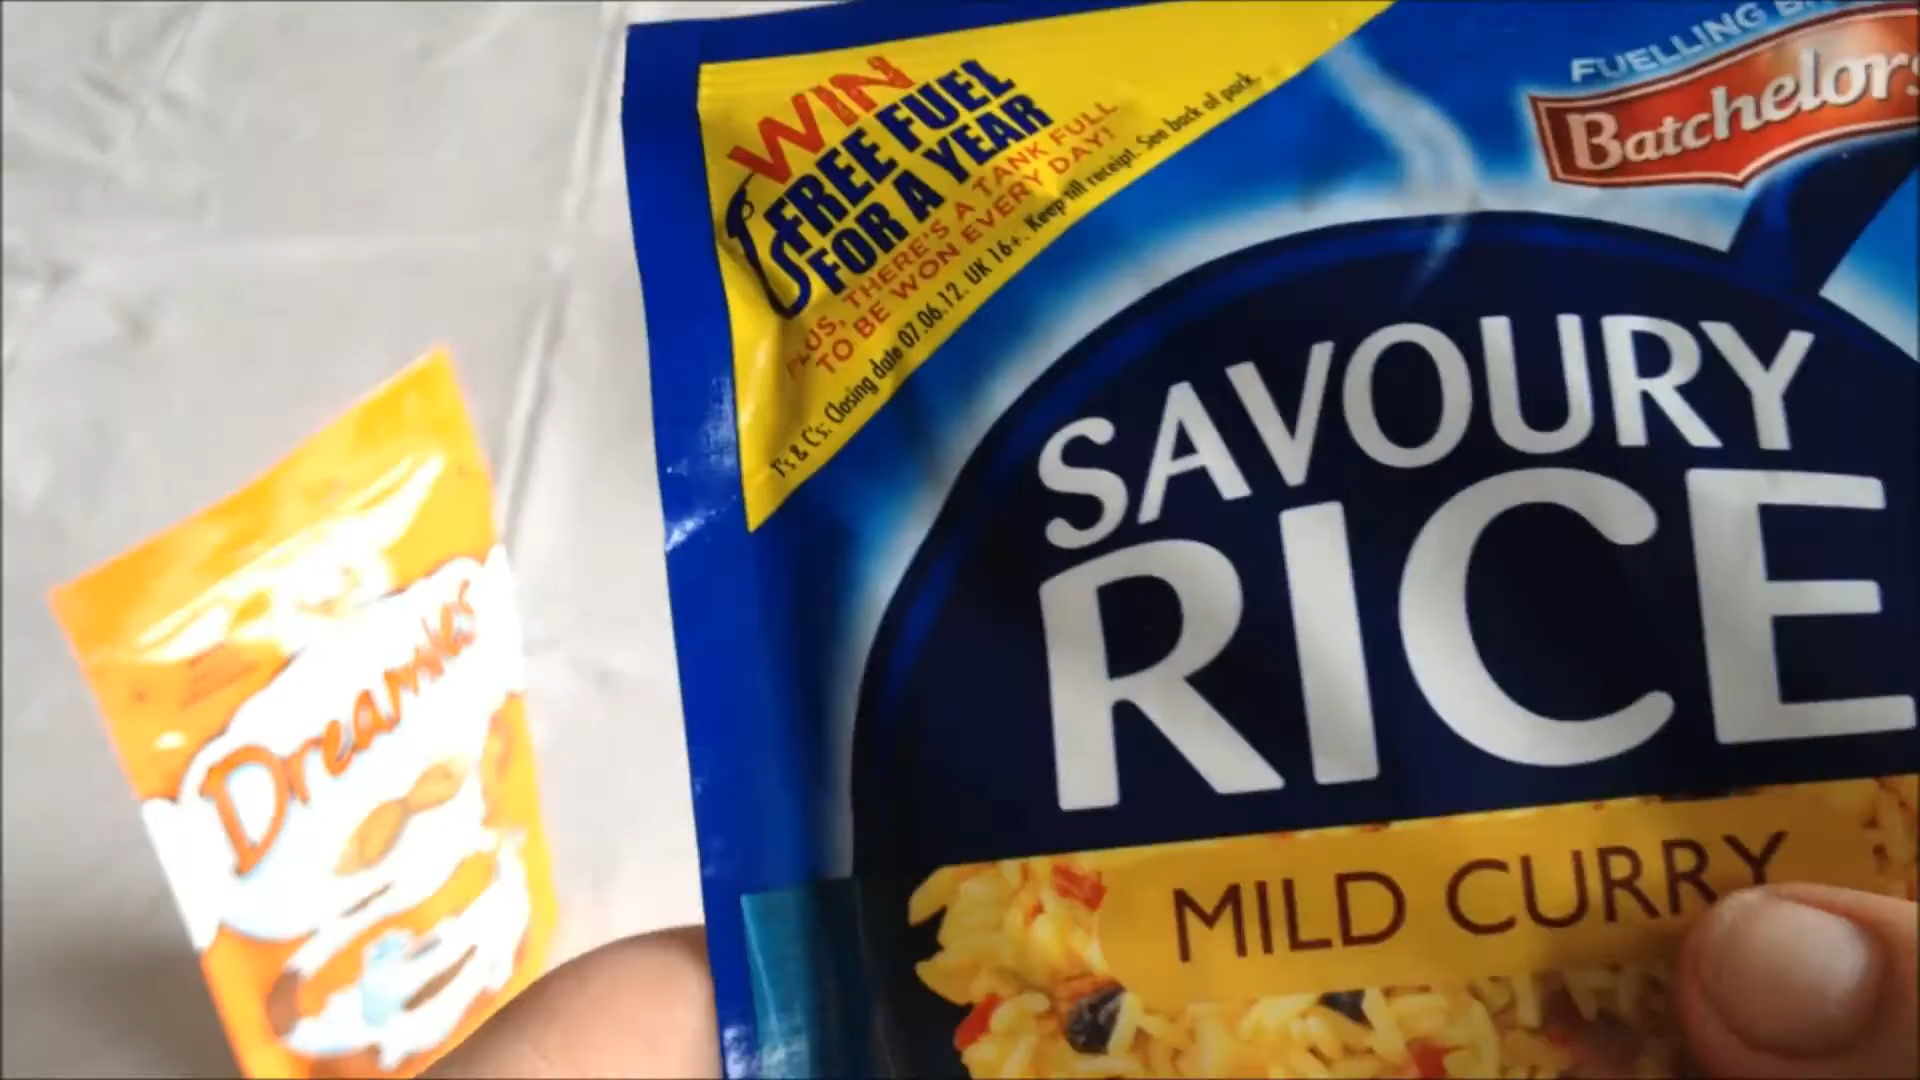 WIN
FREE FUEL
FOR A YEAR
PLUS, THERE'S A TANK FULL
TO BE WON EVERY DAY!
T's & C's: Closing date 07.06.12. UK 16+. Keep till receipt. See back of pack.
FUELLING
Batchelors
SAVOURY
RICE
MILD CURRY
Dreamies